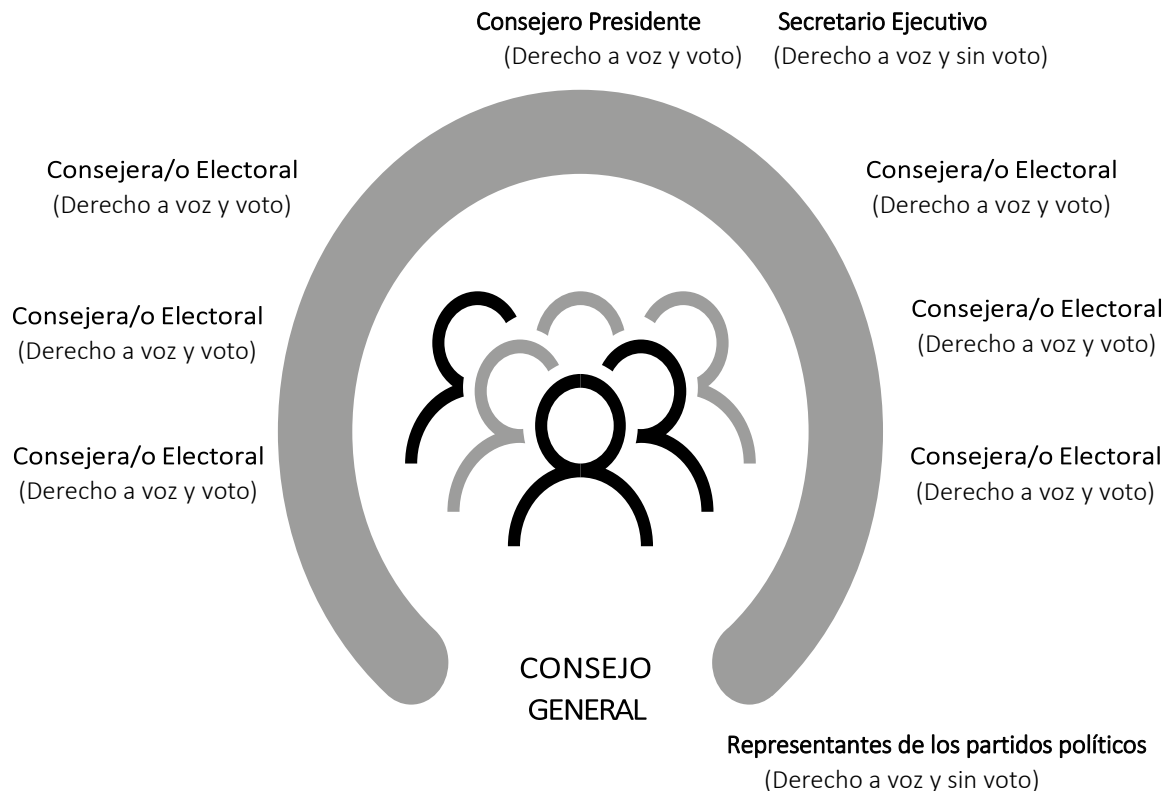 Consejero Presidente
(Derecho a voz y voto)
Secretario Ejecutivo
(Derecho a voz y sin voto)
Consejera/o Electoral
(Derecho a voz y voto)
Consejera/o Electoral
(Derecho a voz y voto)
Consejera/o Electoral
(Derecho a voz y voto)
Consejera/o Electoral
(Derecho a voz y voto)
Consejera/o Electoral
(Derecho a voz y voto)
Consejera/o Electoral
(Derecho a voz y voto)
CONSEJO
GENERAL
Representantes de los partidos políticos
(Derecho a voz y sin voto)